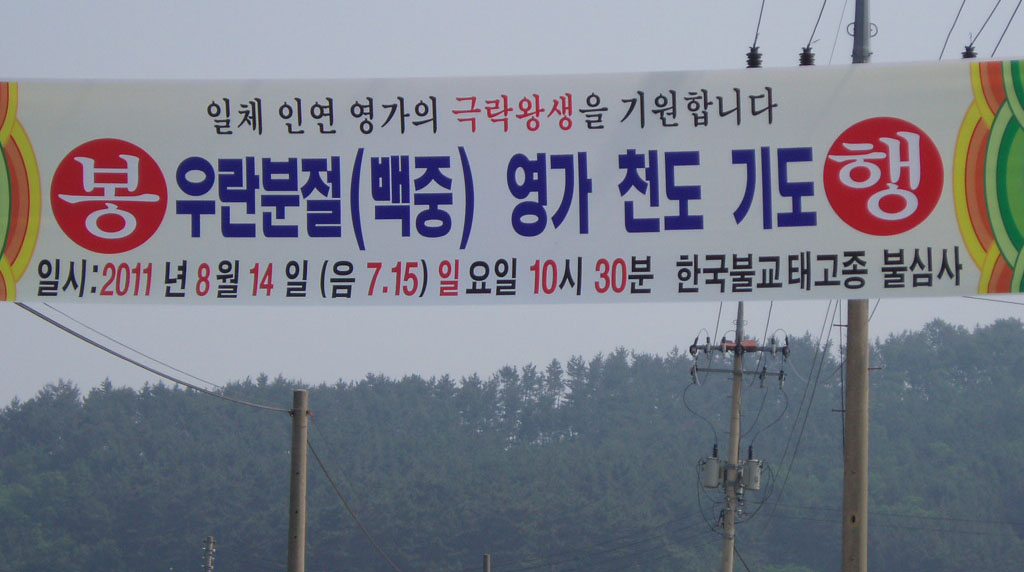 일체 인연 영가의 극락왕생을 기원합니다
봉 우란분절(백중) 영가 천도 기도 행
일시:2011 년 8 월 14 일 (음 7.15) 일 요일 10시 30분 한국불교태고종 불심사